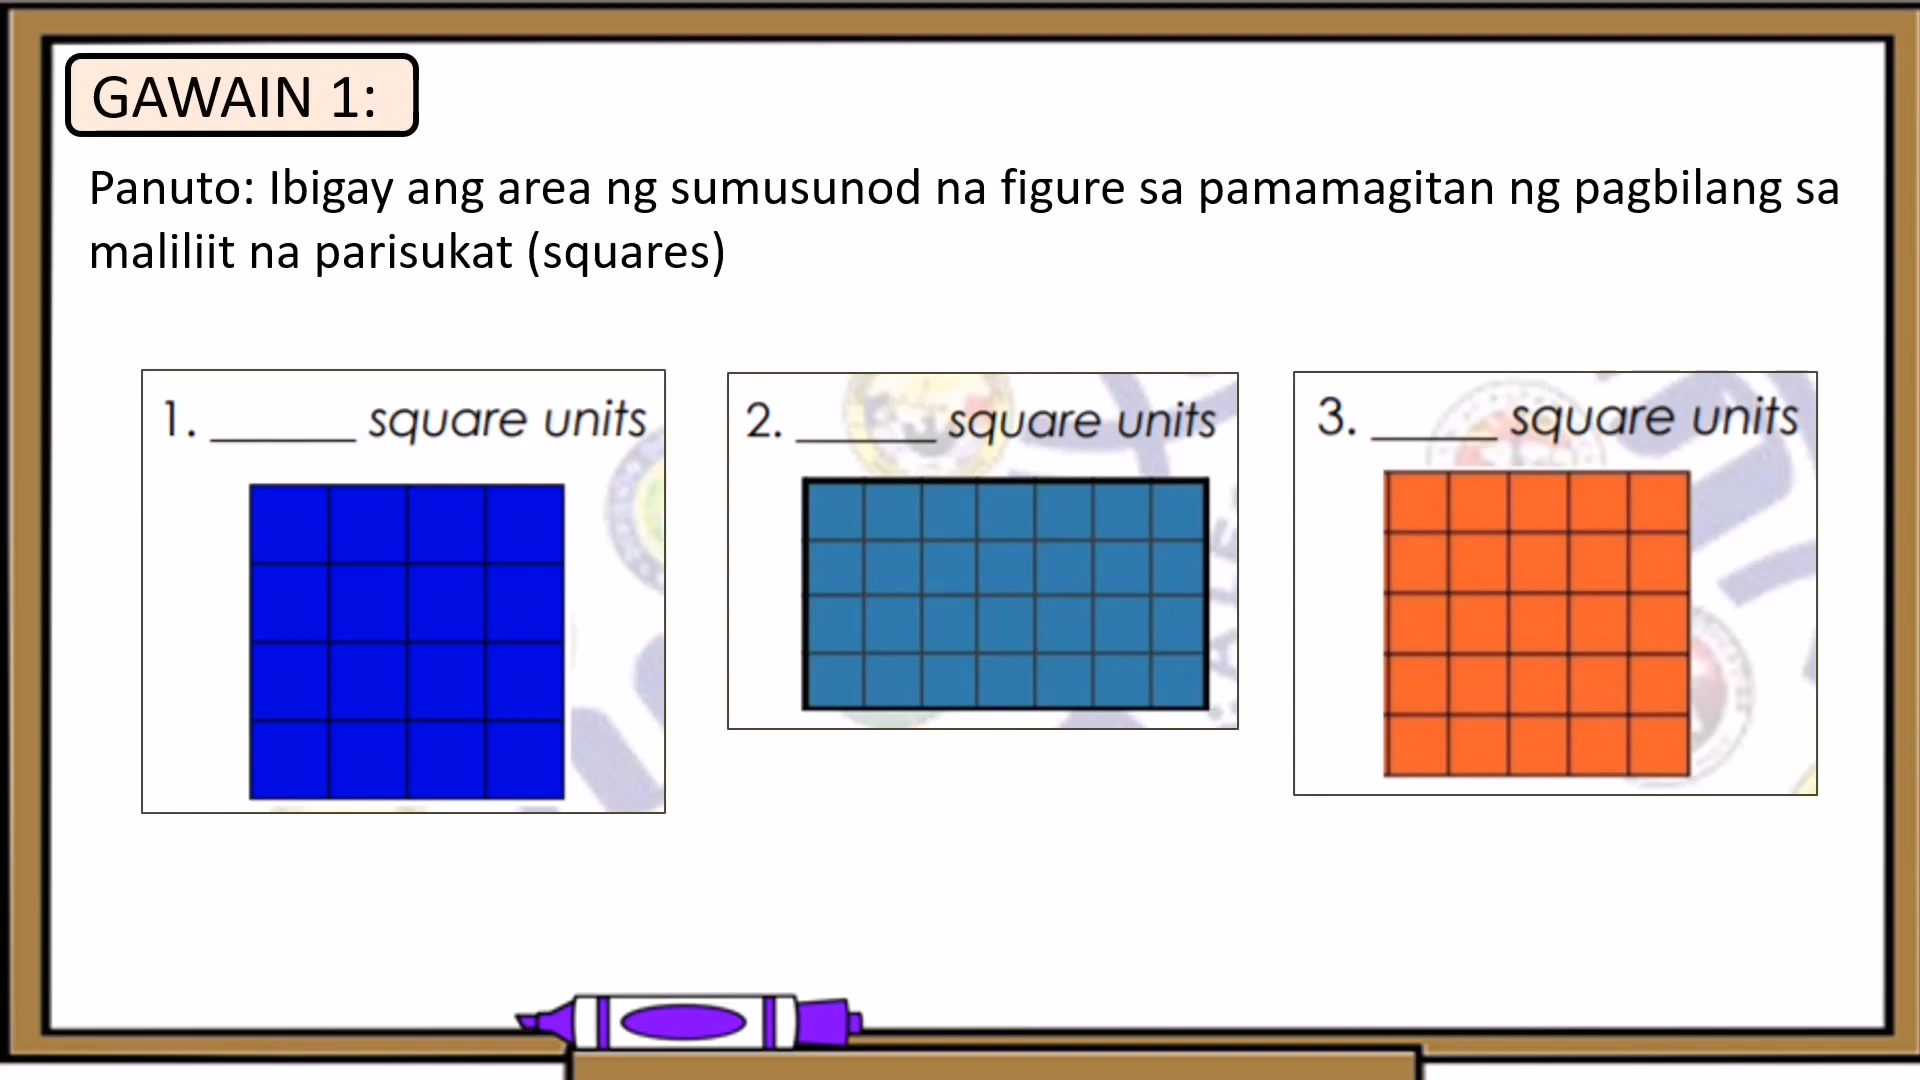 GAWAIN 1:
Panuto: Ibigay ang area ng sumusunod na figure sa pamamagitan ng pagbilang sa
maliliit na parisukat (squares)
1. ______ square units
2. ______ square units
3. _____ square units